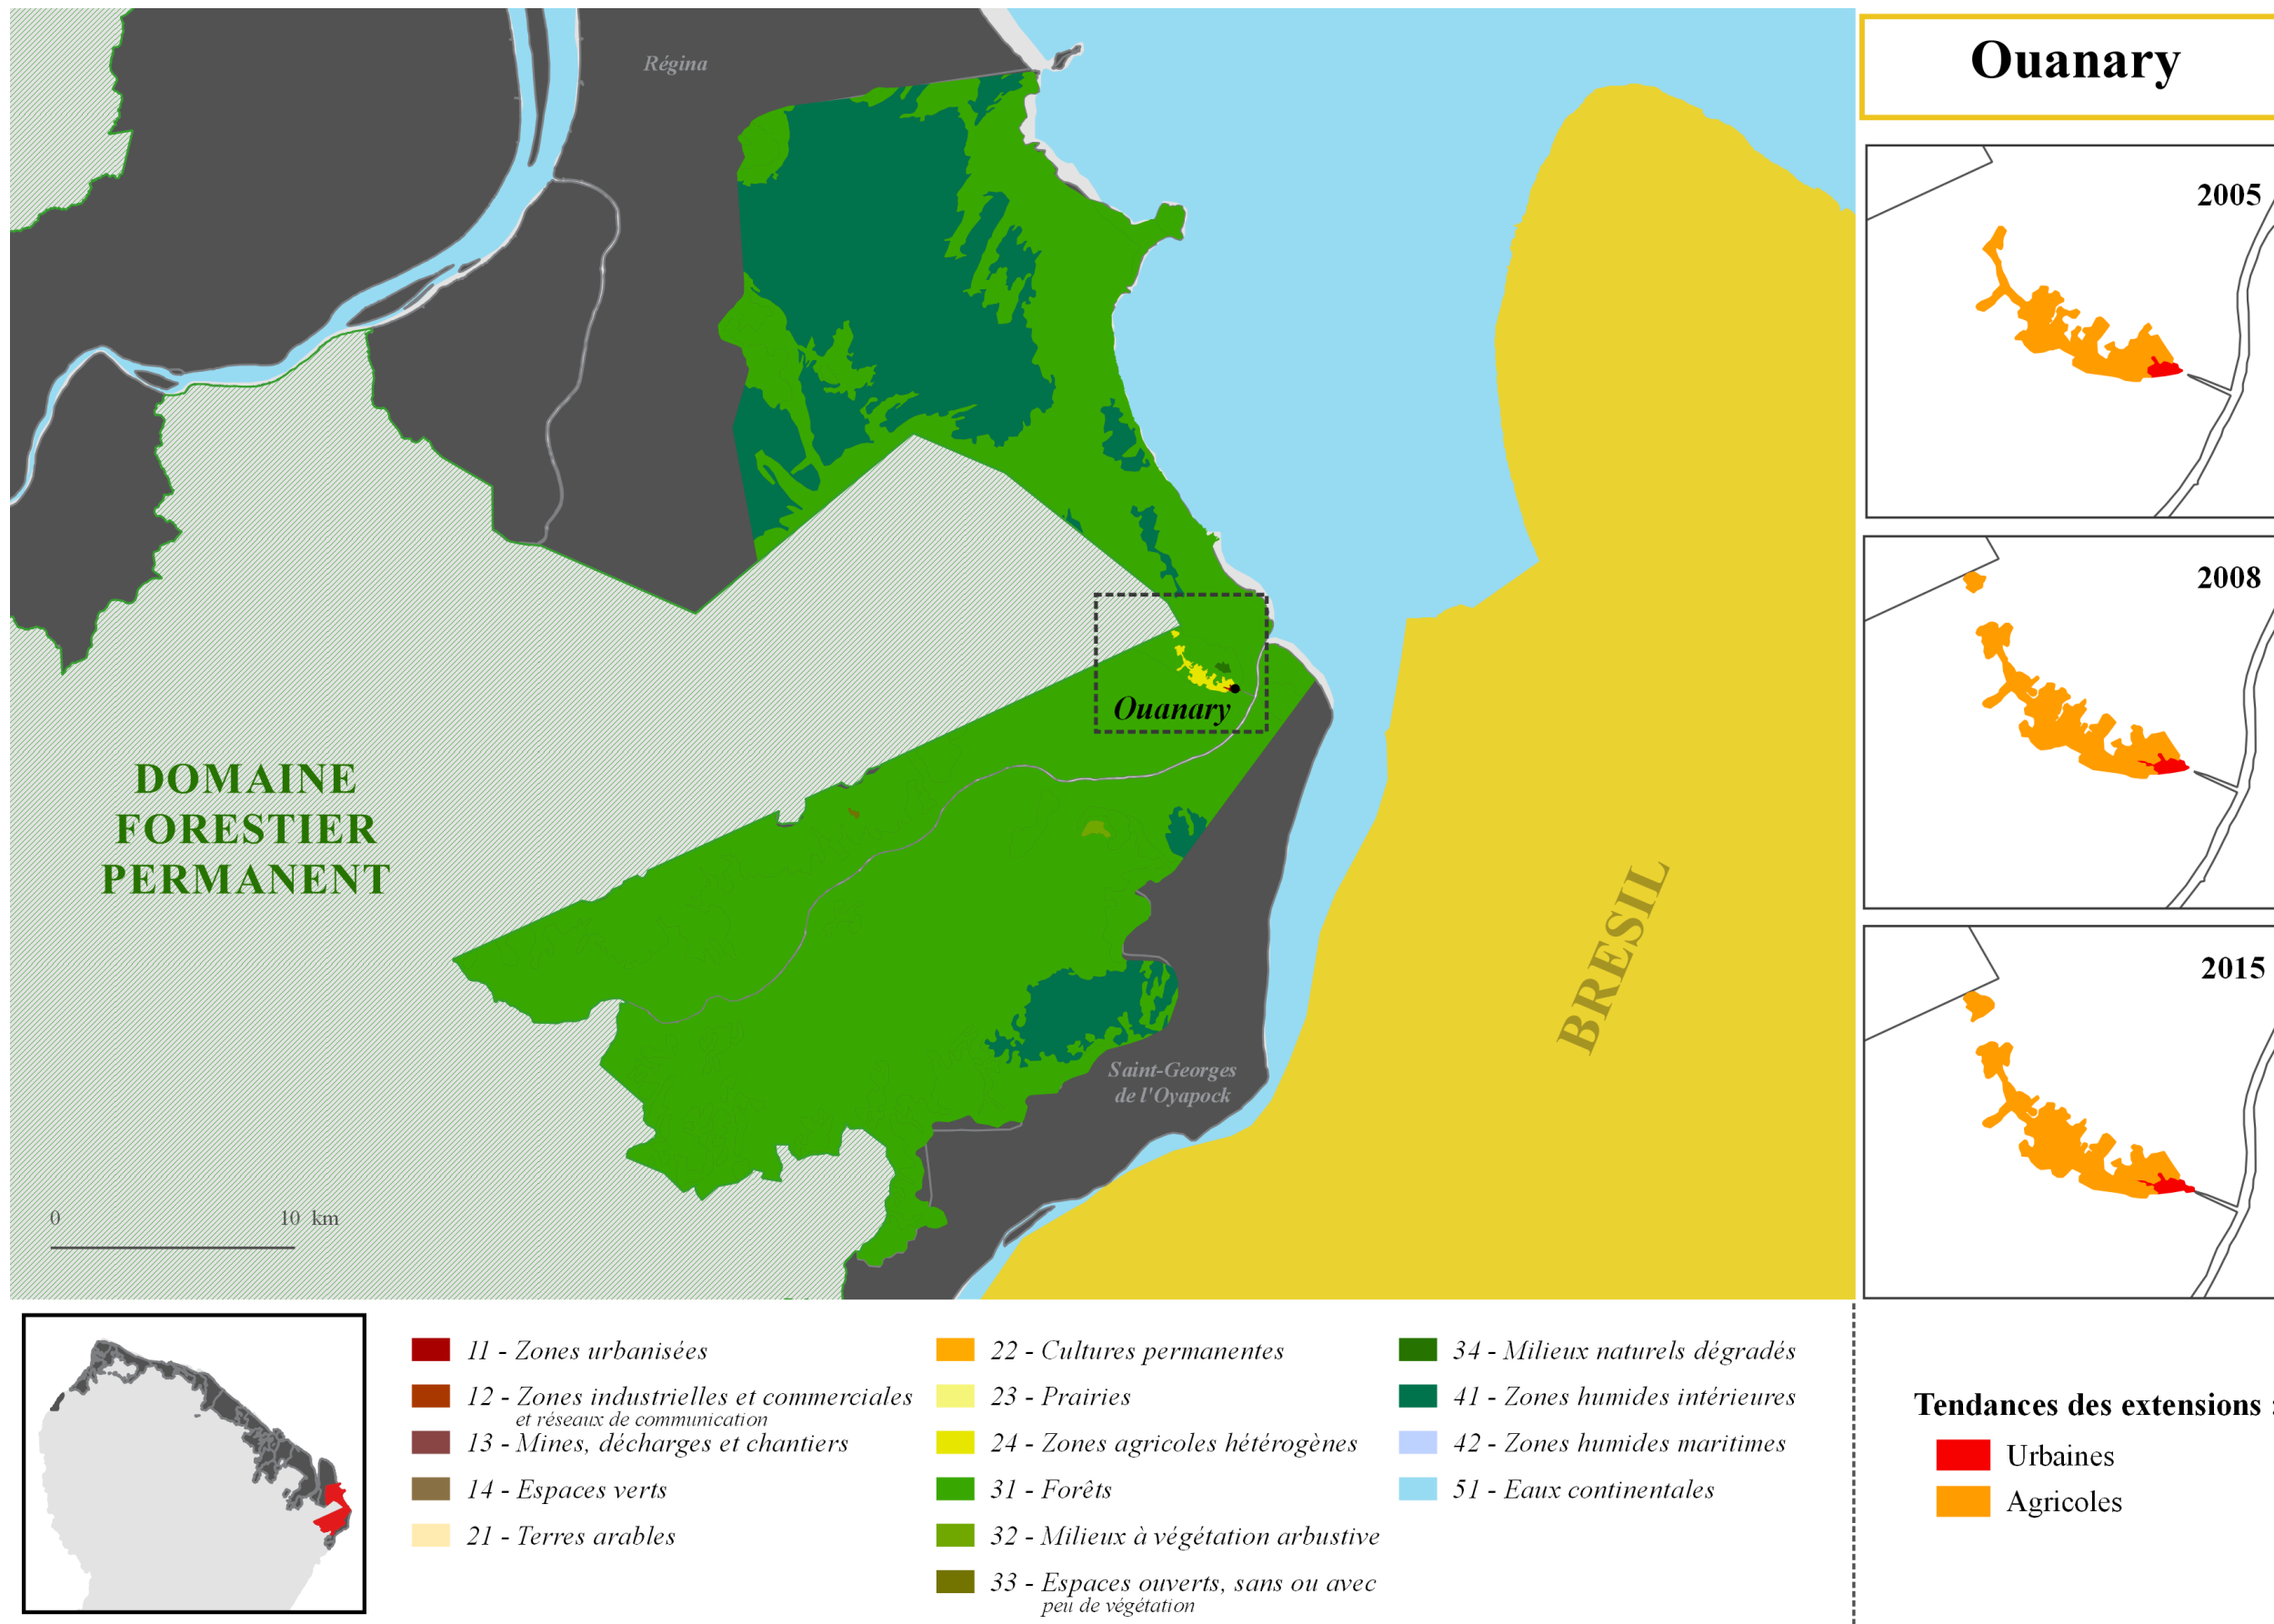 Régina
Ouanary
2005
2008
Ouanary
DOMAINE
FORESTIER
PERMANENT
BRESIL
2015
Saint-Georges
de l'Oyapock
0 10 km
11 - Zones urbanisées
12 - Zones industrielles et commerciales
et réseaux de communication
13 - Mines, décharges et chantiers
14 - Espaces verts
21 - Terres arables
22 - Cultures permanentes
23 - Prairies
24 - Zones agricoles hétérogènes
31 - Forêts
32 - Milieux à végétation arbustive
33 - Espaces ouverts, sans ou avec
peu de végétation
34 - Milieux naturels dégradés
41 - Zones humides intérieures
42 - Zones humides maritimes
51 - Eaux continentales
Tendances des extensions :
Urbaines
Agricoles